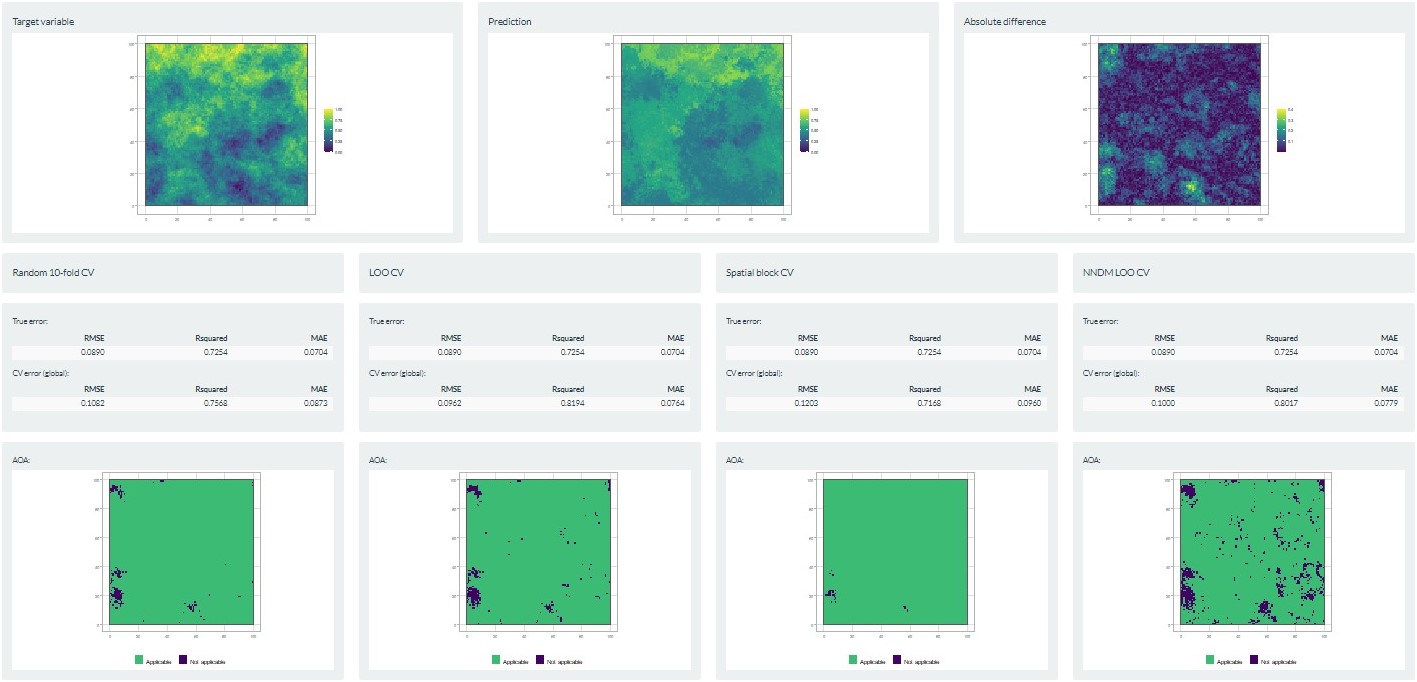 Target variable
Prediction
Absolute difference
Random 10-fold CV
LOO CV
Spatial block CV
NNDM LOO CV
True error:
RMSE Rsquared MAE
0.0890 0.7254 0.0704
CV error (global):
RMSE Rsquared MAE
0.1082 0.7568 0.0873
True error:
RMSE Rsquared MAE
0.0890 0.7254 0.0704
CV error (global):
RMSE Rsquared MAE
0.0962 0.8194 0.0764
True error:
RMSE Rsquared MAE
0.0890 0.7254 0.0704
CV error (global):
RMSE Rsquared MAE
0.1203 0.7168 0.0960
True error:
RMSE Rsquared MAE
0.0890 0.7254 0.0704
CV error (global):
RMSE Rsquared MAE
0.1000 0.8017 0.0779
AOA:
Applicable Not applicable
AOA:
Applicable Not applicable
AOA:
Applicable Not applicable
AOA:
Applicable Not applicable